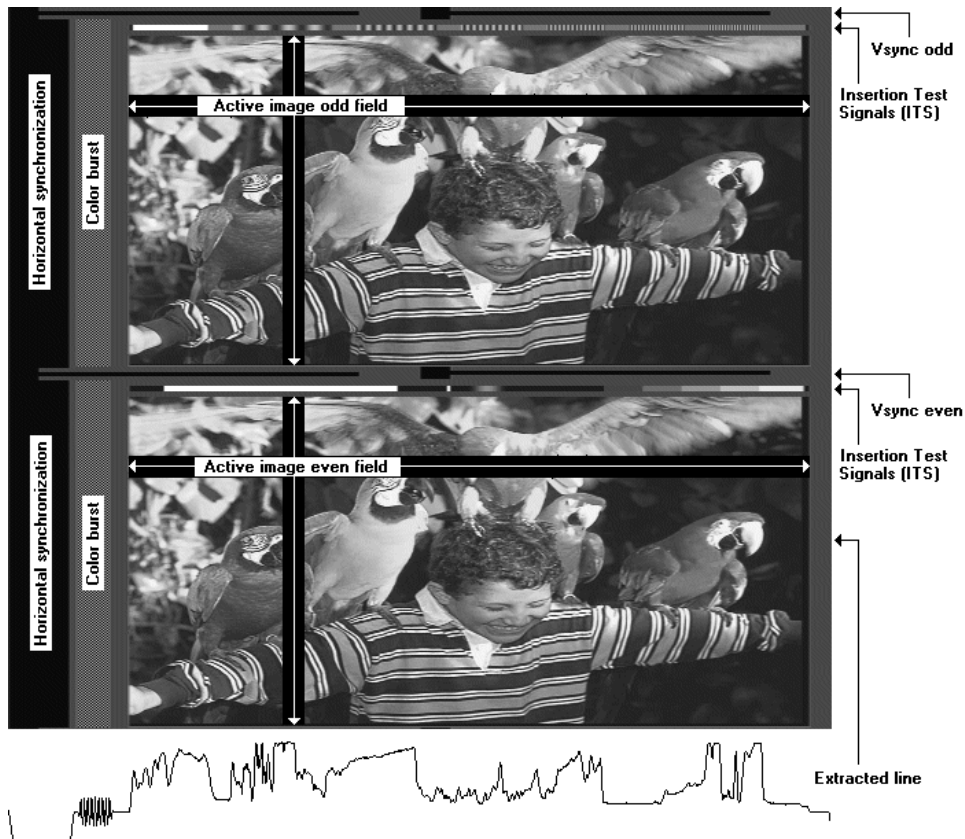 Vsync odd
Insertion Test
Signals (ITS)
Active image odd field
Horizontal synchronization
Color burst
Vsync even
Insertion Test
Signals (ITS)
Active image even field
Horizontal synchronization
Color burst
Extracted line